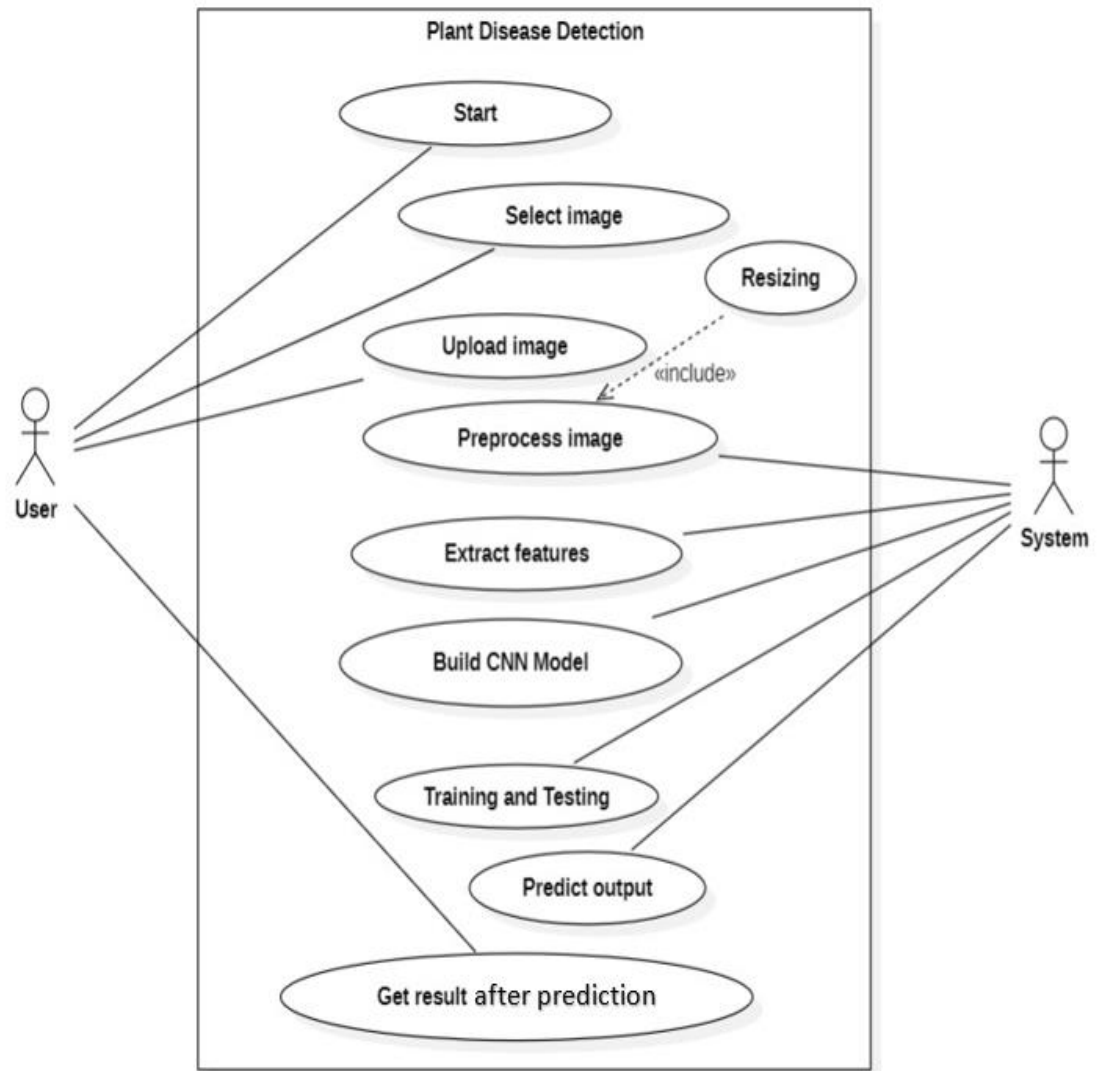 Plant Disease Detection
Start
Select image
Resizing
Upload image
«include»
Preprocess image
User
System
Extract features
Build CNN Model
Training and Testing
Predict output
Get result after prediction